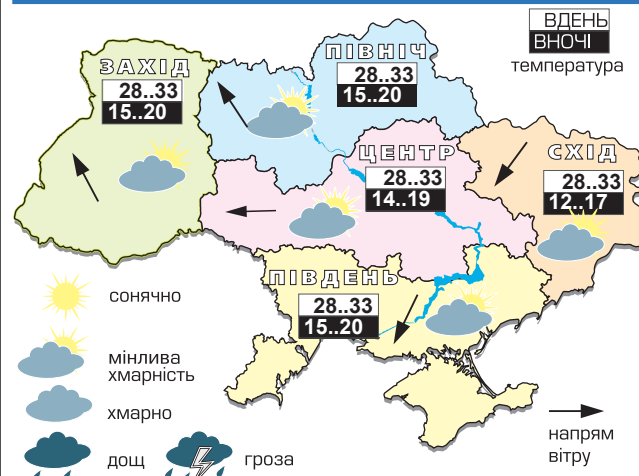 ВДЕНЬ
ВНОЧІ
температура
ПІВНІЧ
28..33
15..20
ЗАХІД
28..33
15..20
ЦЕНТР
28..33
14..19
СХІД
28..33
12..17
ПІВДЕНЬ
28..33
15..20
сонячно
мінлива
хмарність
хмарно
дощ
гроза
напрям
вітру